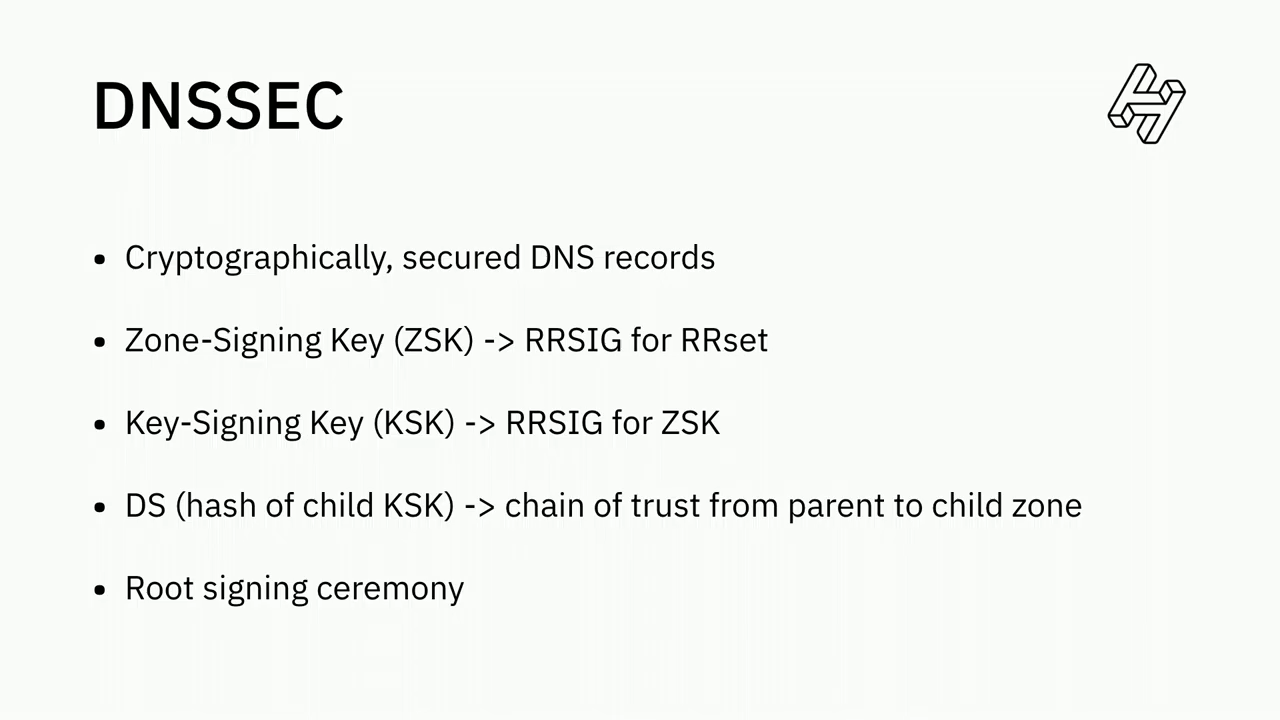 DNSSEC
• Cryptographically, secured DNS records
• Zone-Signing Key (ZSK) -> RRSIG for RRset
• Key-Signing Key (KSK) -> RRSIG for ZSK
• DS (hash of child KSK) -> chain of trust from parent to child zone
• Root signing ceremony